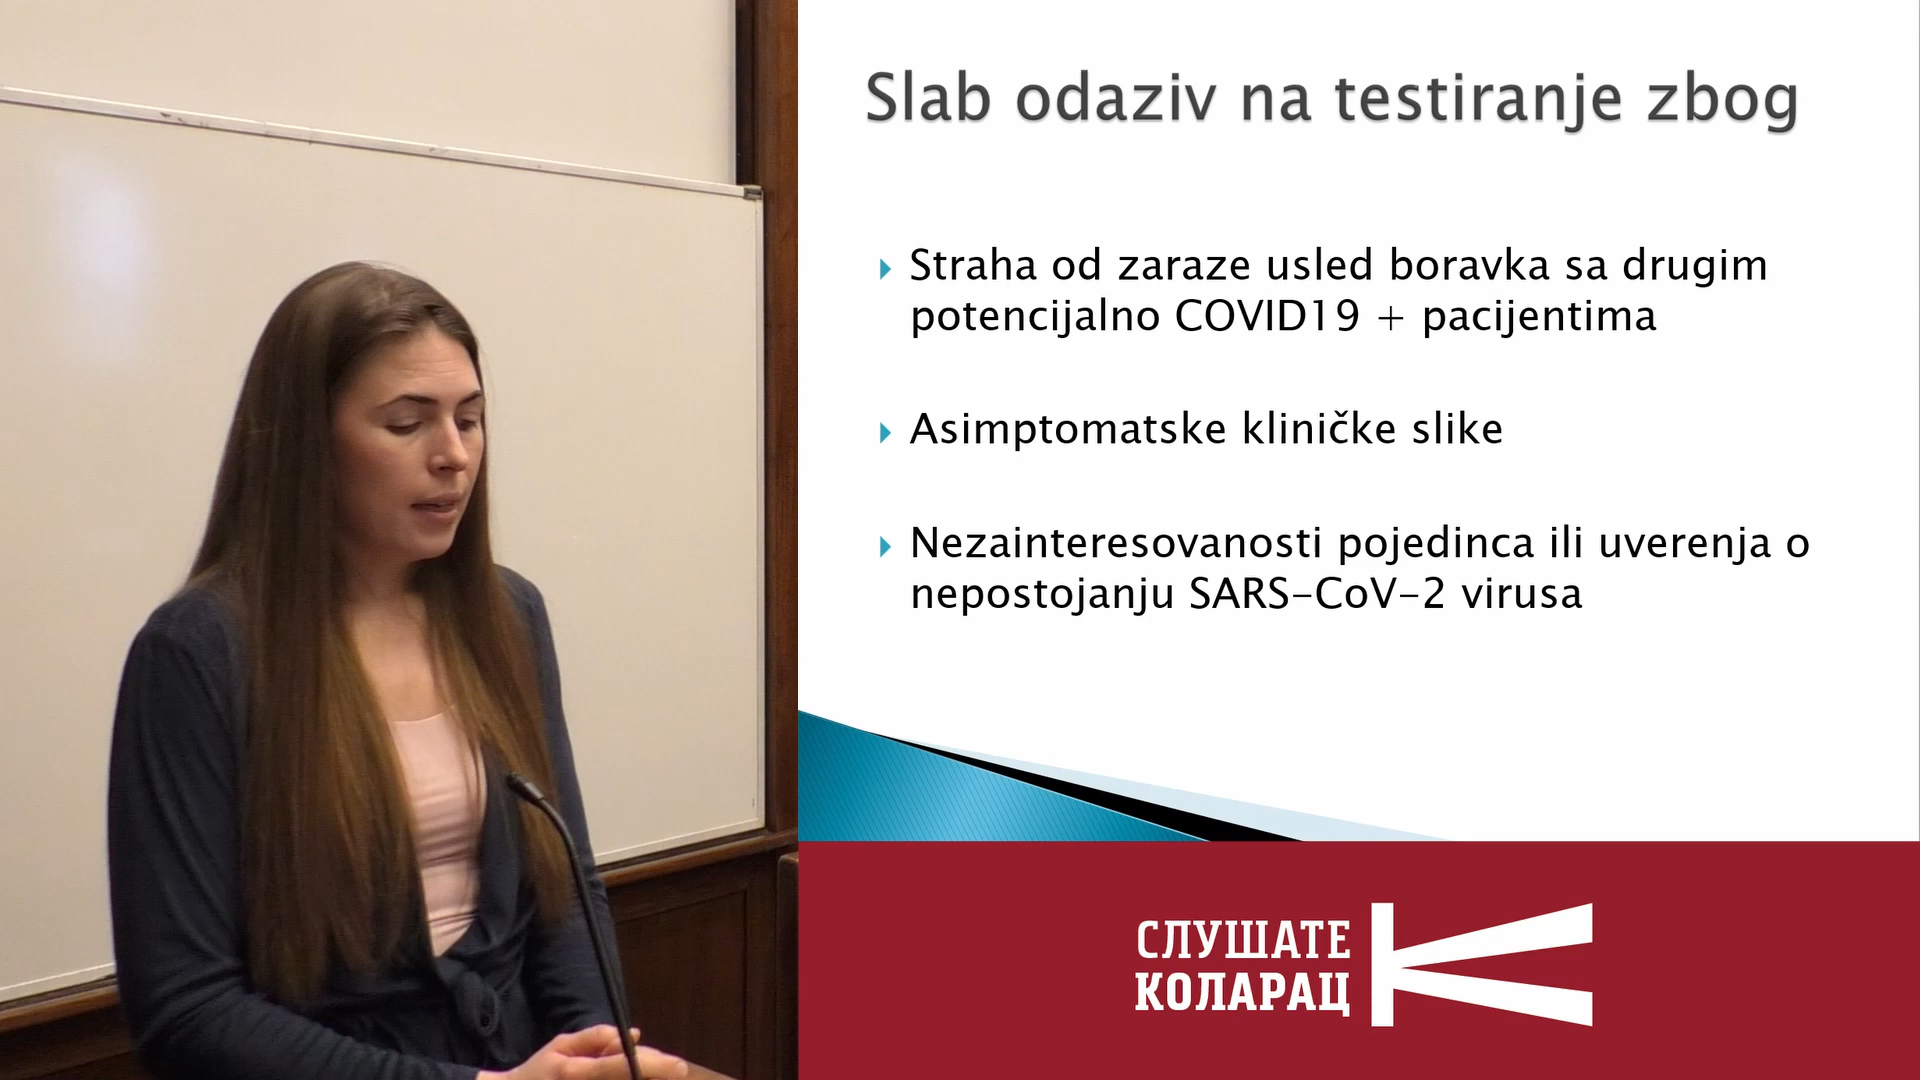 Slab odaziv na testiranje zbog
Straha od zaraze usled boravka sa drugim
potencijalno COVID19 + pacijentima
Asimptomatske kliničke slike
Nezainteresovanosti pojedinca ili uverenja o
nepostojanju SARS-CoV-2 virusa
СЛУШАТЕ
КОЛАРАЦ